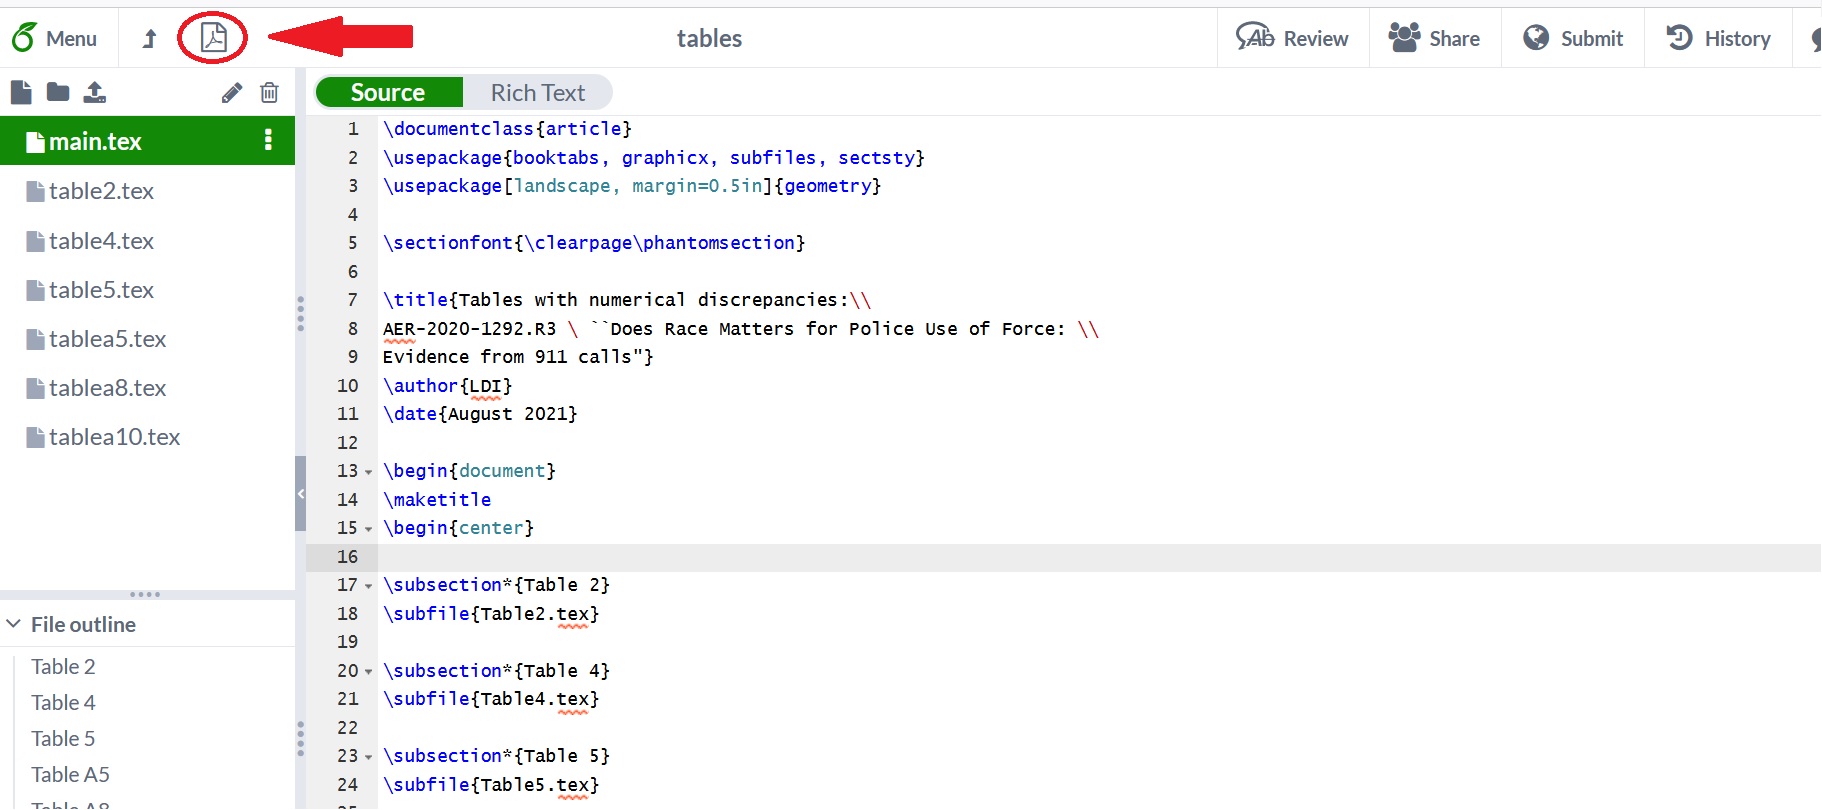 Menu
tables
Review
Share
Submit
History
main.tex
table2.tex
table4.tex
table5.tex
tablea5.tex
tablea8.tex
tablea10.tex
File outline
Table 2
Table 4
Table 5
Table A5
Table A8
Source
Rich Text
1 \documentclass{article}
2 \usepackage{booktabs, graphicx, subfiles, sectsty}
3 \usepackage[landscape, margin=0.5in]{geometry}
4
5 \sectionfont{\clearpage\phantomsection}
6
7 \title{Tables with numerical discrepancies:\\
8 AER-2020-1292.R3 \ ``Does Race Matters for Police Use of Force: \\
9 Evidence from 911 calls"}
10 \author{LDI}
11 \date{August 2021}
12
13 \begin{document}
14 \maketitle
15 \begin{center}
16
17 \subsection*{Table 2}
18 \subfile{Table2.tex}
19
20 \subsection*{Table 4}
21 \subfile{Table4.tex}
22
23 \subsection*{Table 5}
24 \subfile{Table5.tex}